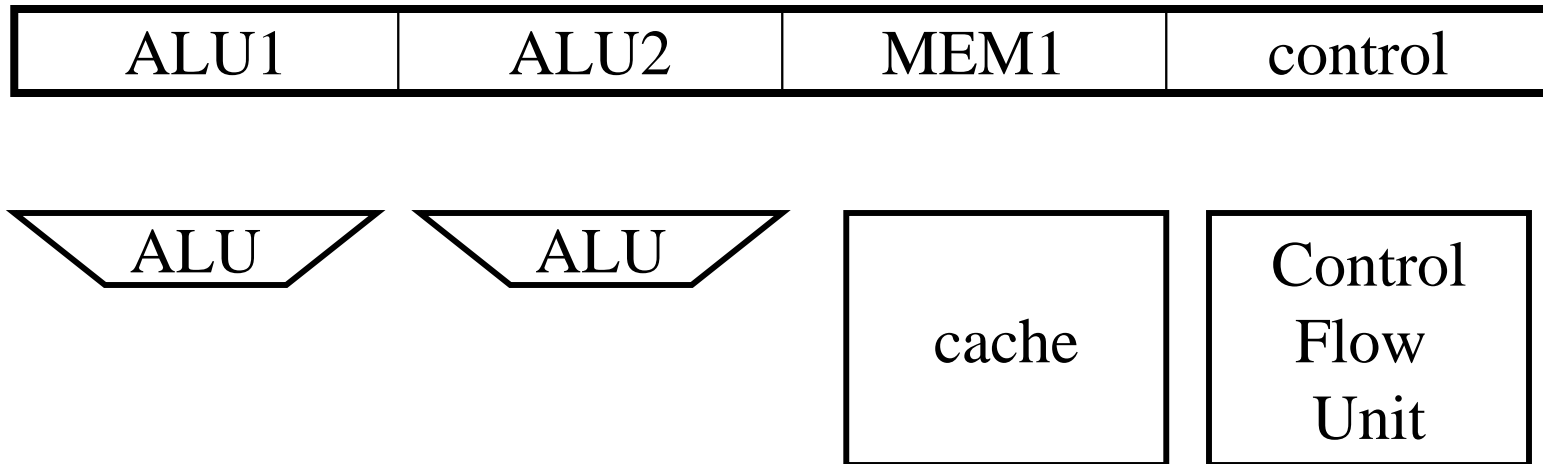 ALU1 ALU2 MEM1 control
ALU ALU
cache
Control
Flow
Unit